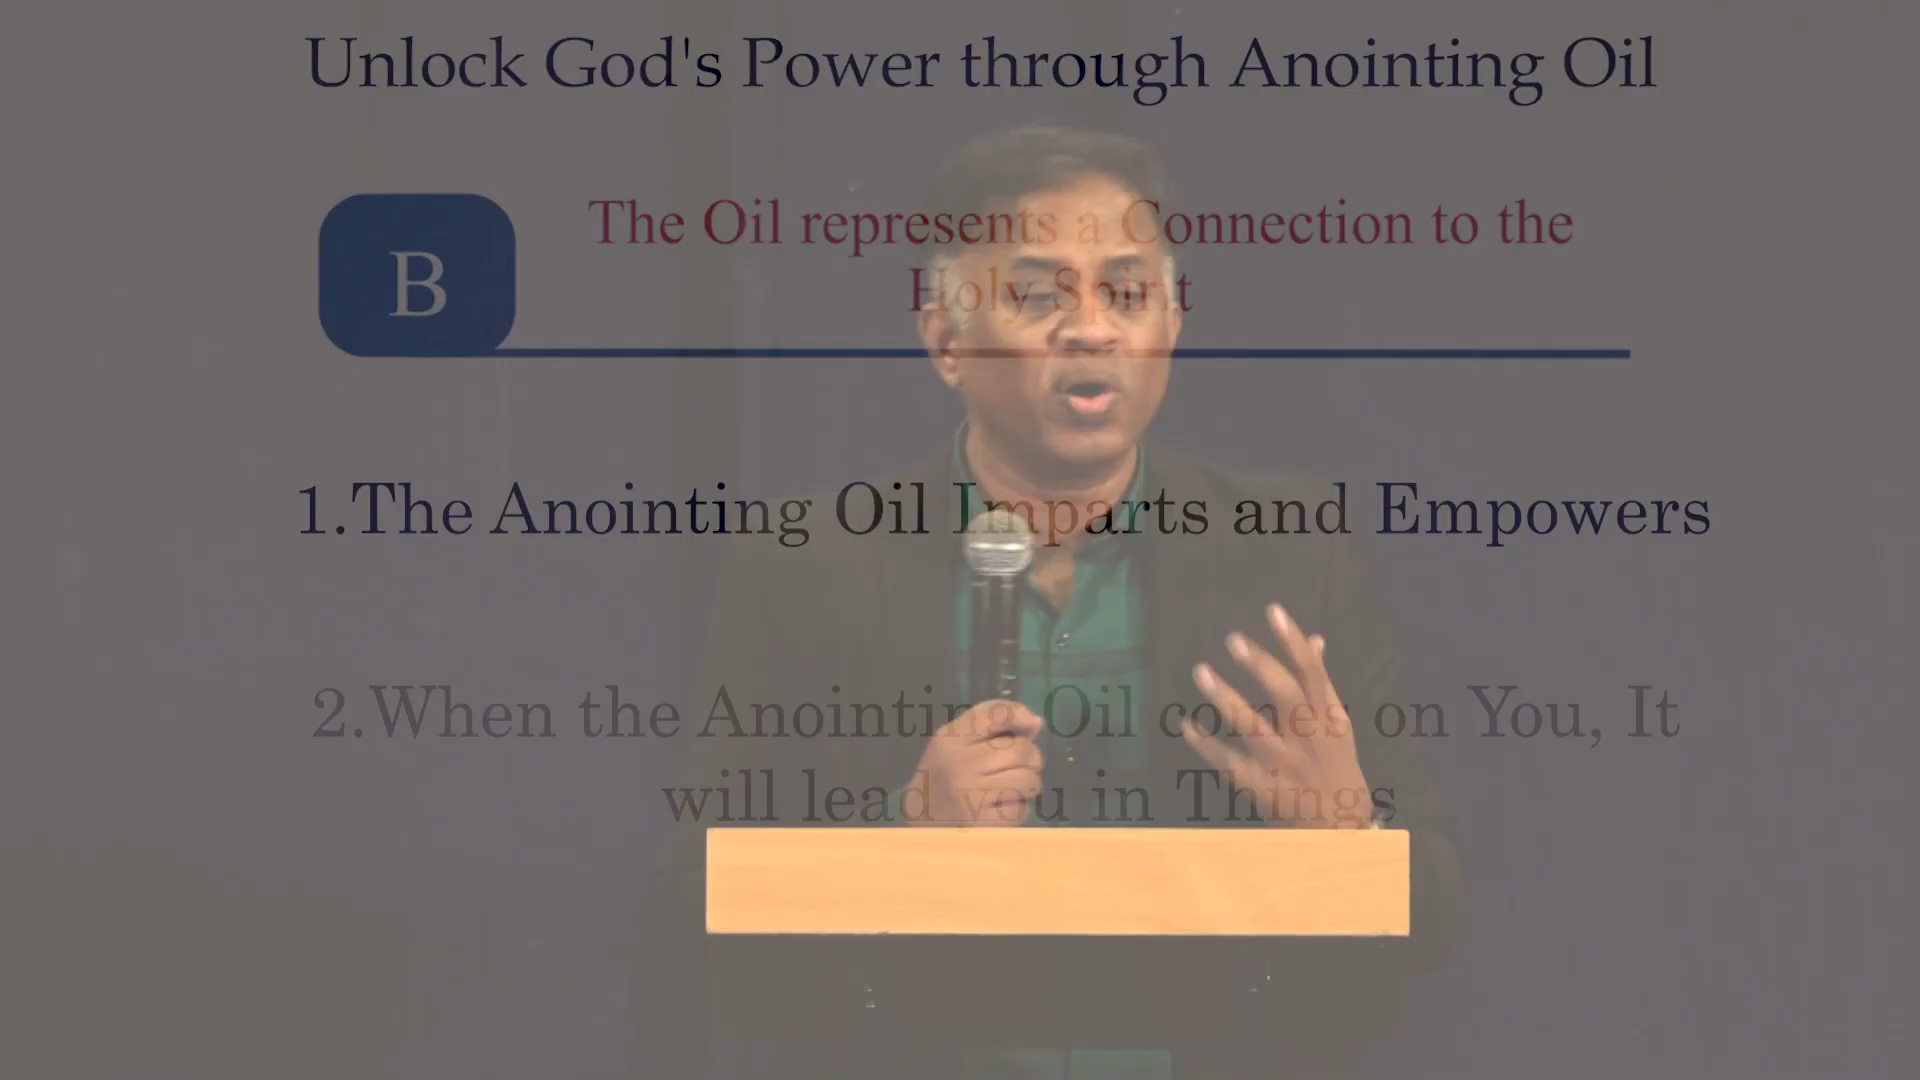 Unlock God's Power through Anointing Oil
B
The Oil represents a Connection to the
Holy Spirit
1.The Anointing Oil Imparts and Empowers
2.When the Anointing Oil comes on You, It
will lead you in Things